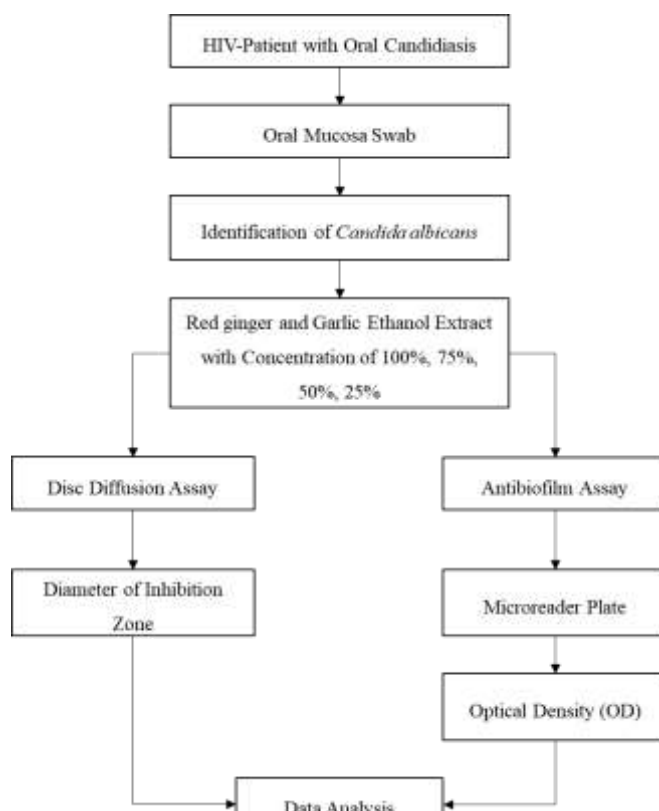 HIV-Patient with Oral Candidiasis
Oral Mucosa Swab
Identification of Candida albicans
Red ginger and Garlic Ethanol Extract
with Concentration of 100%, 75%,
50%, 25%
Disc Diffusion Assay
Antibiofilm Assay
Diameter of Inhibition
Zone
Microreader Plate
Optical Density (OD)
Data Analysis